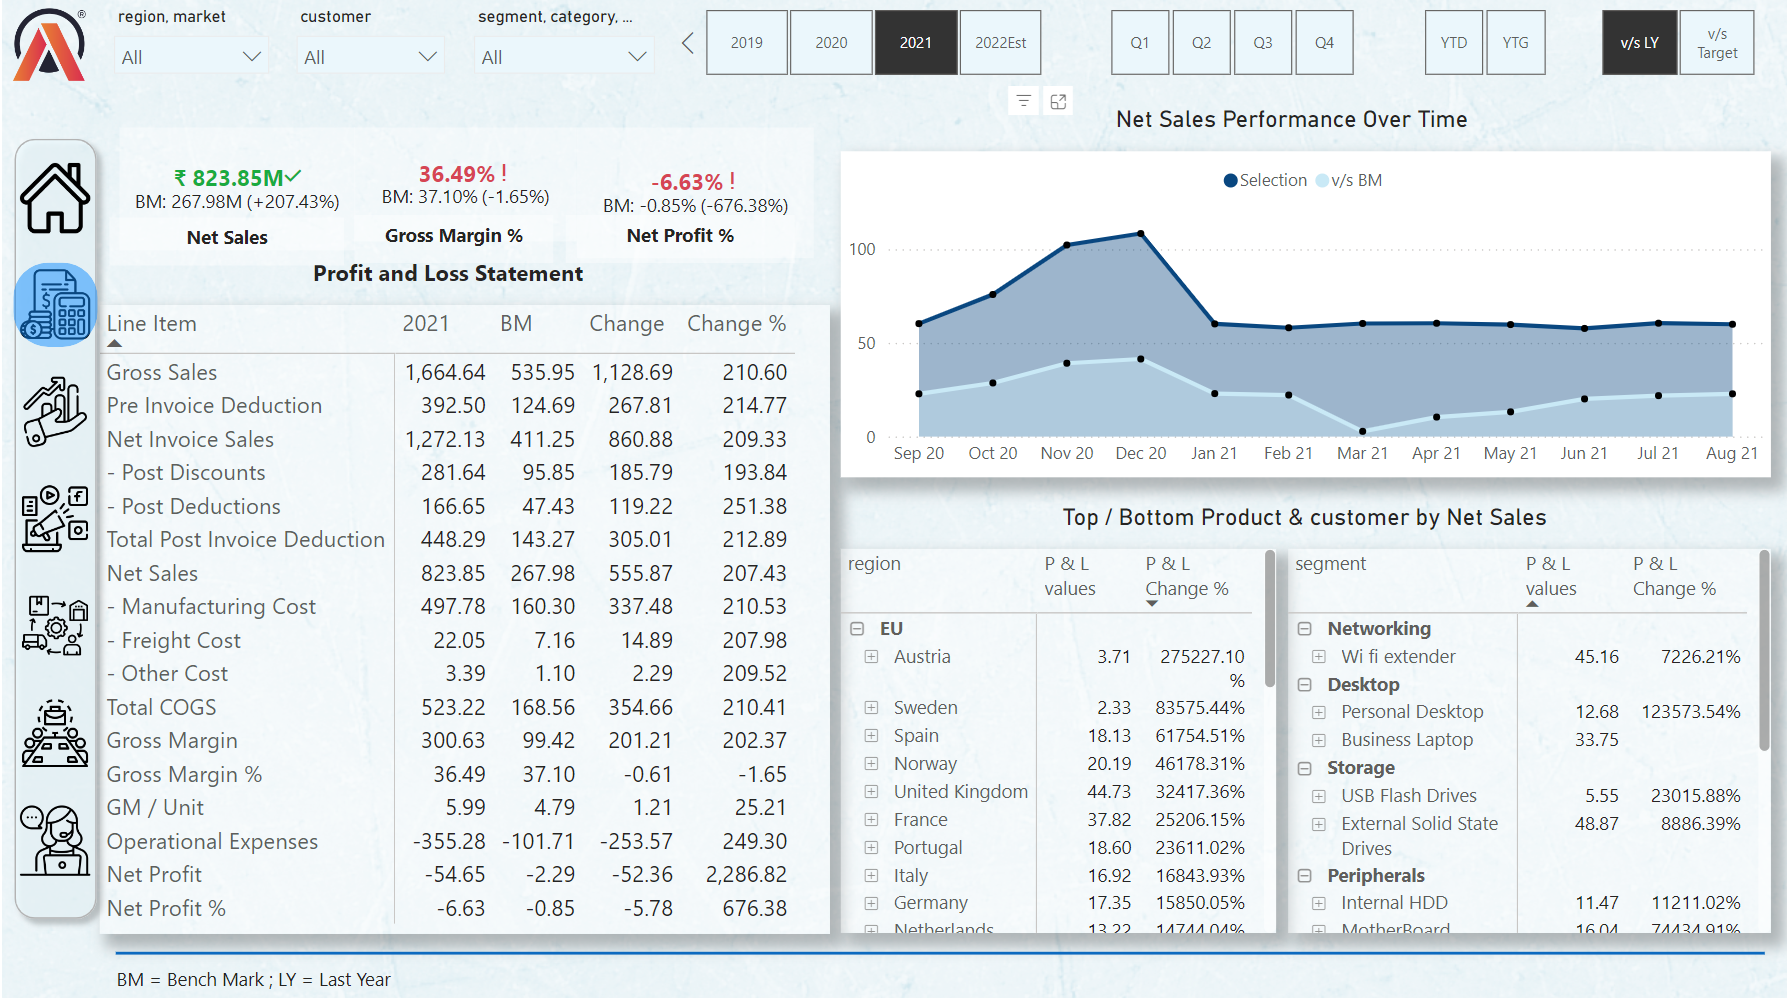 ®
region, market
customer
segment, category, ...
All
All
All
2019
2020
2021
2022Est
Q1
Q2
Q3
Q4
YTD
YTG
v/s LY
v/s
Target
₹ 823.85M
BM: 267.98M (+207.43%)
Net Sales
36.49% !
BM: 37.10% (-1.65%)
Gross Margin %
-6.63% !
BM: -0.85% (-676.38%)
Net Profit %
Profit and Loss Statement
Line Item 2021 BM Change Change %
Gross Sales 1,664.64 535.95 1,128.69 210.60
Pre Invoice Deduction 392.50 124.69 267.81 214.77
Net Invoice Sales 1,272.13 411.25 860.88 209.33
- Post Discounts 281.64 95.85 185.79 193.84
- Post Deductions 166.65 47.43 119.22 251.38
Total Post Invoice Deduction 448.29 143.27 305.01 212.89
Net Sales 823.85 267.98 555.87 207.43
- Manufacturing Cost 497.78 160.30 337.48 210.53
- Freight Cost 22.05 7.16 14.89 207.98
- Other Cost 3.39 1.10 2.29 209.52
Total COGS 523.22 168.56 354.66 210.41
Gross Margin 300.63 99.42 201.21 202.37
Gross Margin % 36.49 37.10 -0.61 -1.65
GM / Unit 5.99 4.79 1.21 25.21
Operational Expenses -355.28 -101.71 -253.57 249.30
Net Profit -54.65 -2.29 -52.36 2,286.82
Net Profit % -6.63 -0.85 -5.78 676.38
Net Sales Performance Over Time
Selection v/s BM
100
50
0
Sep 20 Oct 20 Nov 20 Dec 20 Jan 21 Feb 21 Mar 21 Apr 21 May 21 Jun 21 Jul 21 Aug 21
Top / Bottom Product & customer by Net Sales
region P & L P & L
values Change %
EU
Austria 3.71 275227.10
%
Sweden 2.33 83575.44%
Spain 18.13 61754.51%
Norway 20.19 46178.31%
United Kingdom 44.73 32417.36%
France 37.82 25206.15%
Portugal 18.60 23611.02%
Italy 16.92 16843.93%
Germany 17.35 15850.05%
Netherlands 13.22 14744.04%
segment P & L P & L
values Change %
Networking
Wi fi extender 45.16 7226.21%
Desktop
Personal Desktop 12.68 123573.54%
Business Laptop 33.75
Storage
USB Flash Drives 5.55 23015.88%
External Solid State 48.87 8886.39%
Drives
Peripherals
Internal HDD 11.47 11211.02%
MotherBoard 16.04 74434.91%
BM = Bench Mark ; LY = Last Year